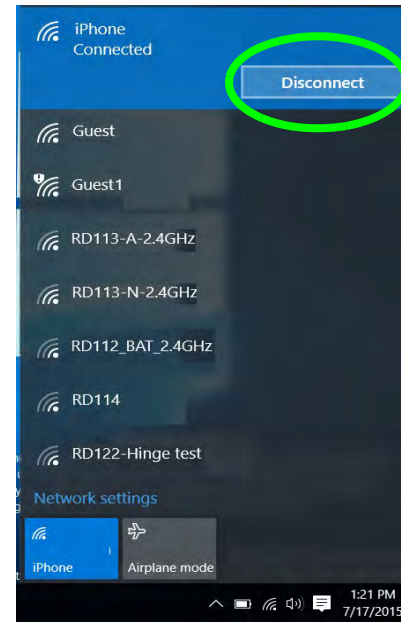 iPhone
Connected
Disconnect
Guest
Guest1
RD113-A-2.4GHz
RD113-N-2.4GHz
RD112_BAT_2.4GHz
RD114
RD122-Hinge test
Network settings
iPhone
Airplane mode
1:21 PM
7/17/2015